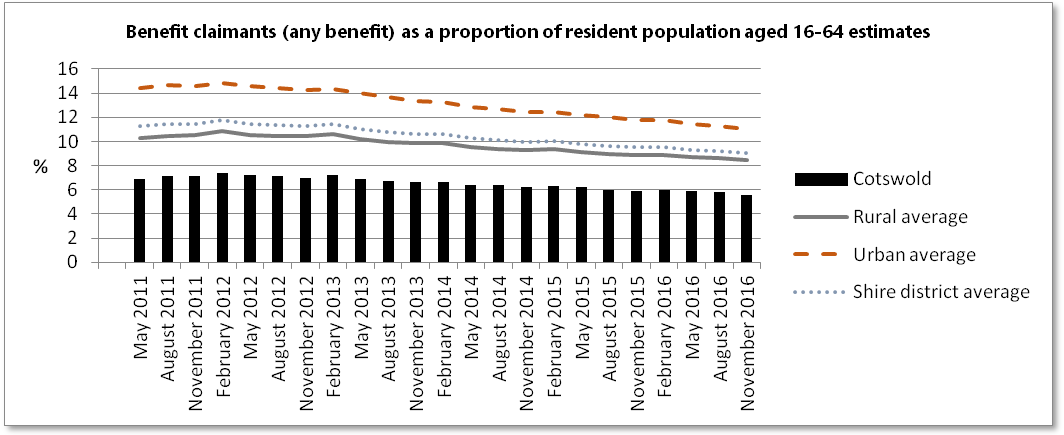 Benefit claimants (any benefit) as a proportion of resident population aged 16-64 estimates
16
14
12
10
8
6
4
2
0
%
May 2011
August 2011
November 2011
February 2012
May 2012
August 2012
November 2012
February 2013
May 2013
August 2013
November 2013
February 2014
May 2014
August 2014
November 2014
February 2015
May 2015
August 2015
November 2015
February 2016
May 2016
August 2016
November 2016
Cotswold
Rural average
Urban average
Shire district average